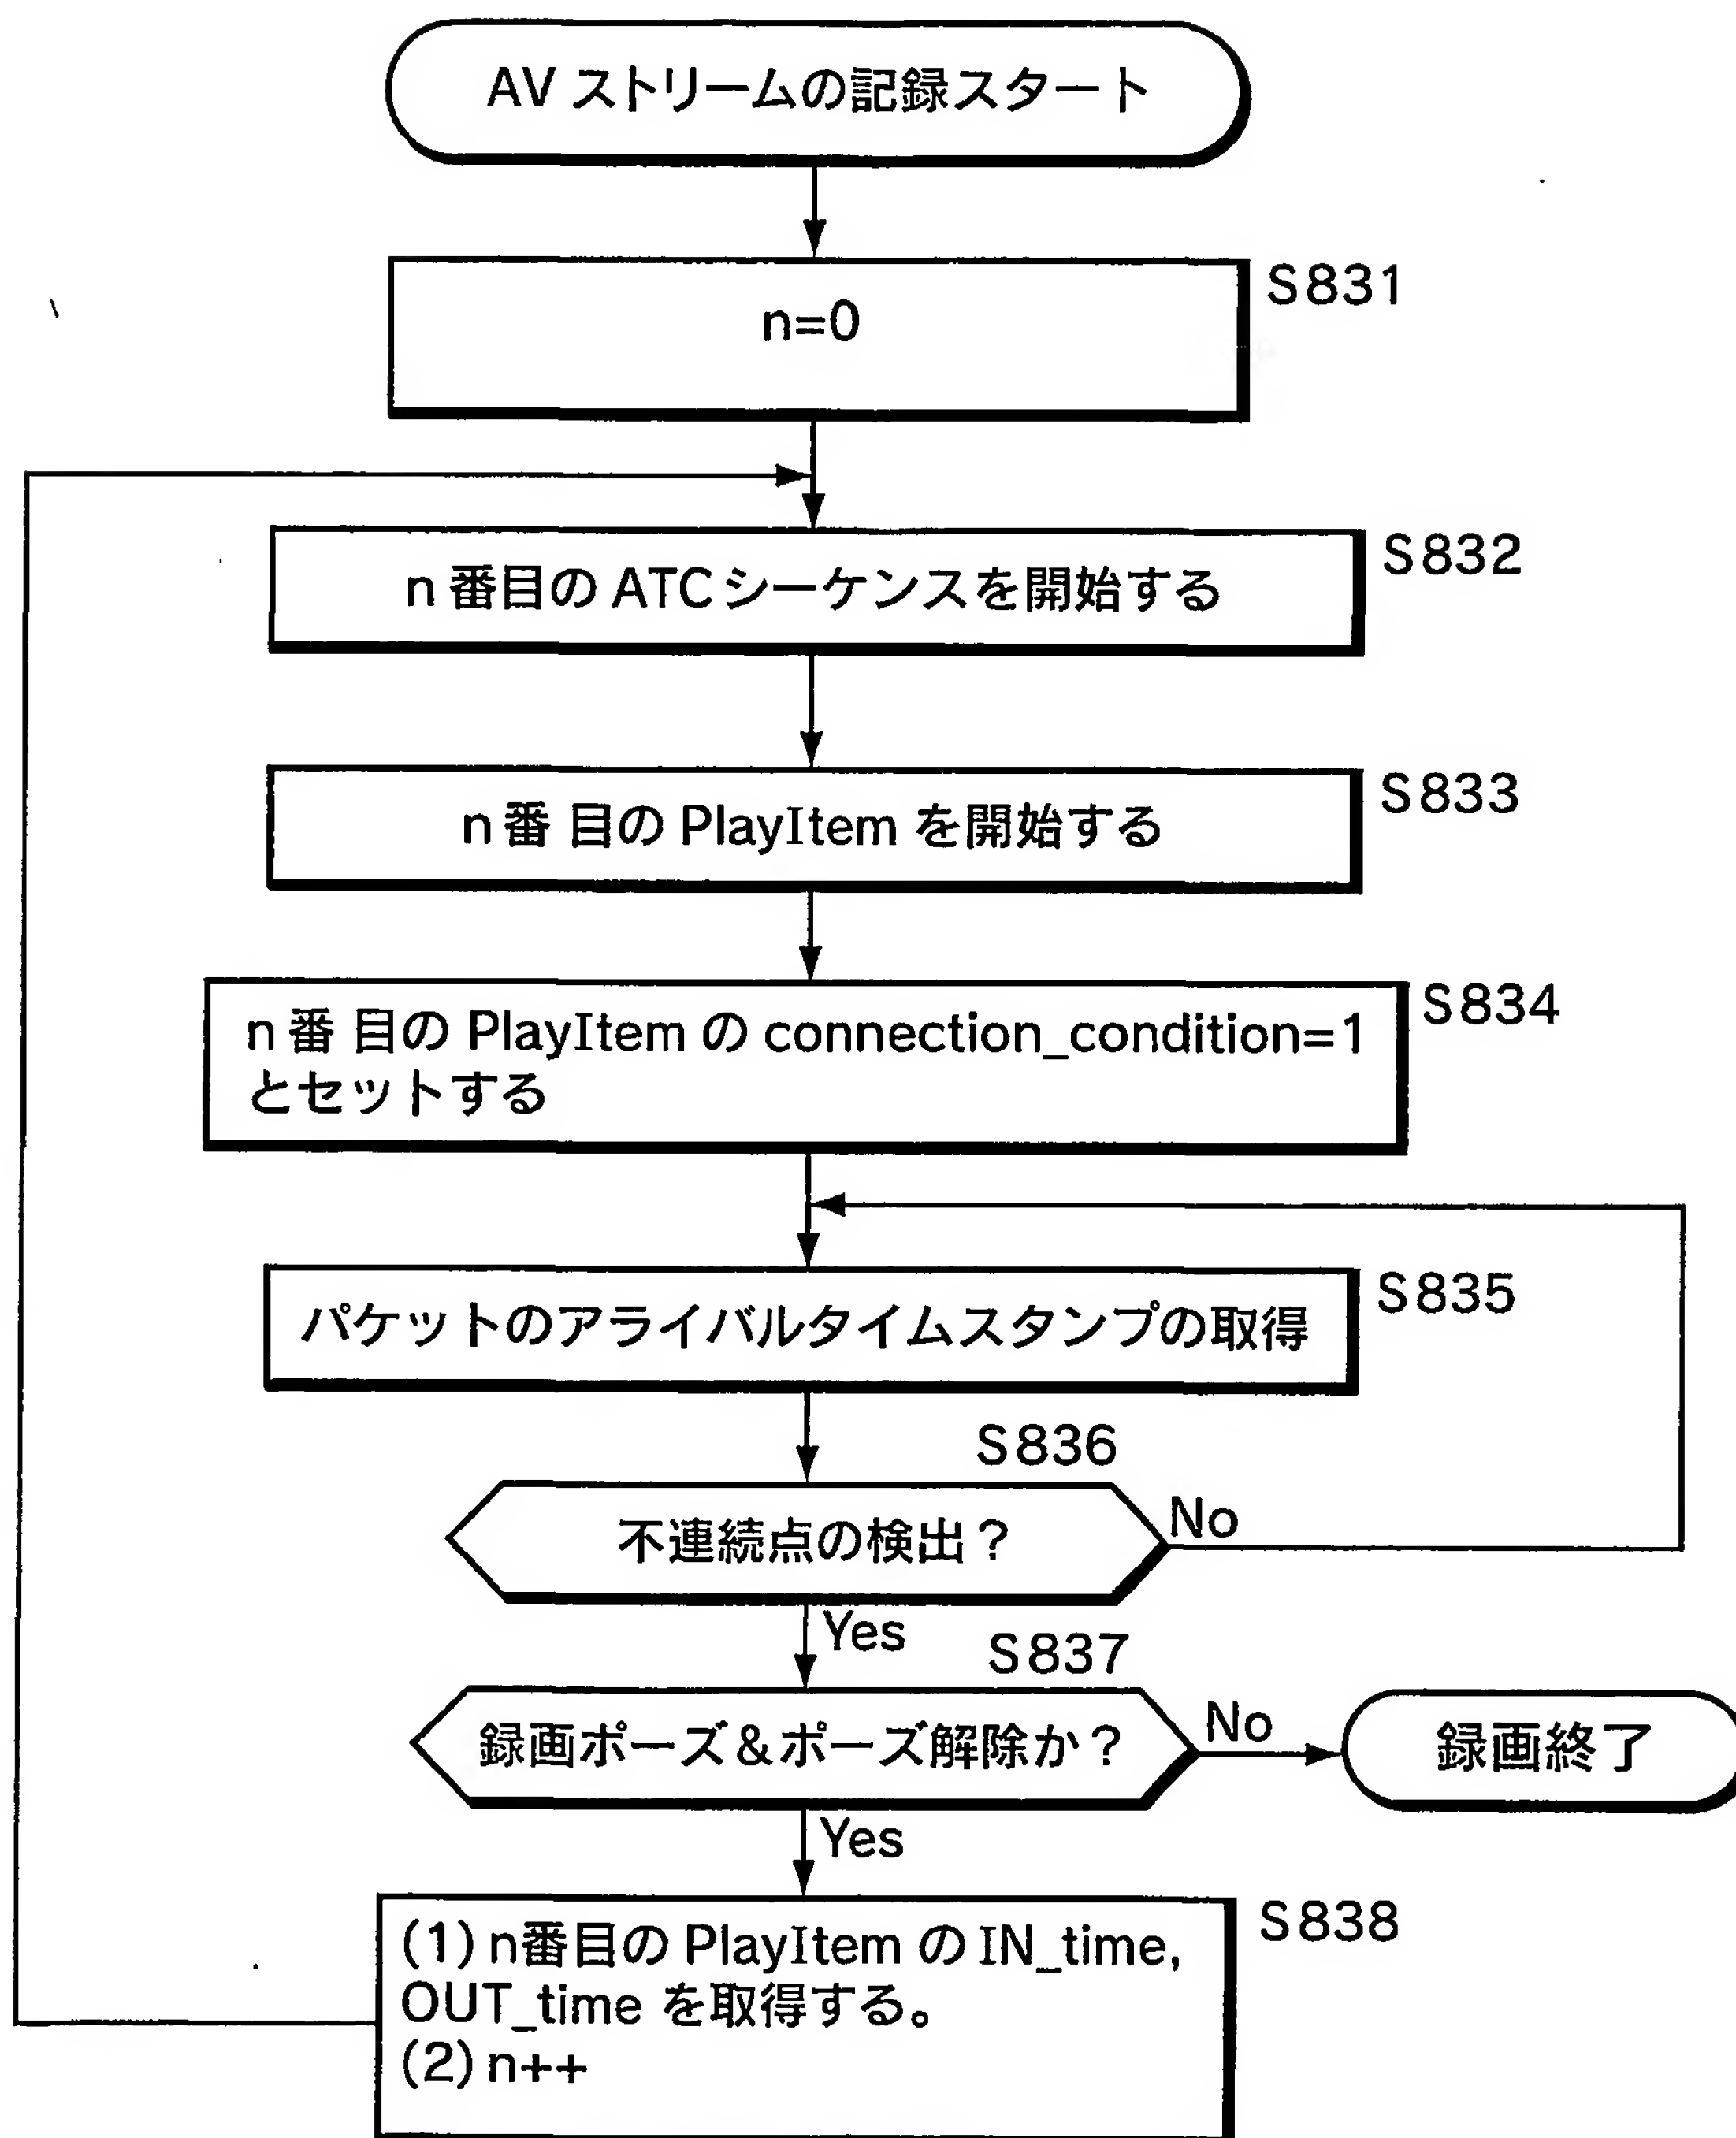 AV ストリームの記録スタート
S831
n=0
S832
n 番目の ATCシーケンスを開始する
S833
n番 目の PlayItem を開始する
S834
n 番 目の PlayItem の connection_condition=1
とセットする
S835
パケットのアライバルタイムスタンプの取得
S836
不連続点の検出？
No
Yes
S837
録画ポーズ＆ポーズ解除か？
No
録画終了
Yes
S838
(1) n番目の PlayItem の IN_time,
OUT_time を取得する。
(2) n++